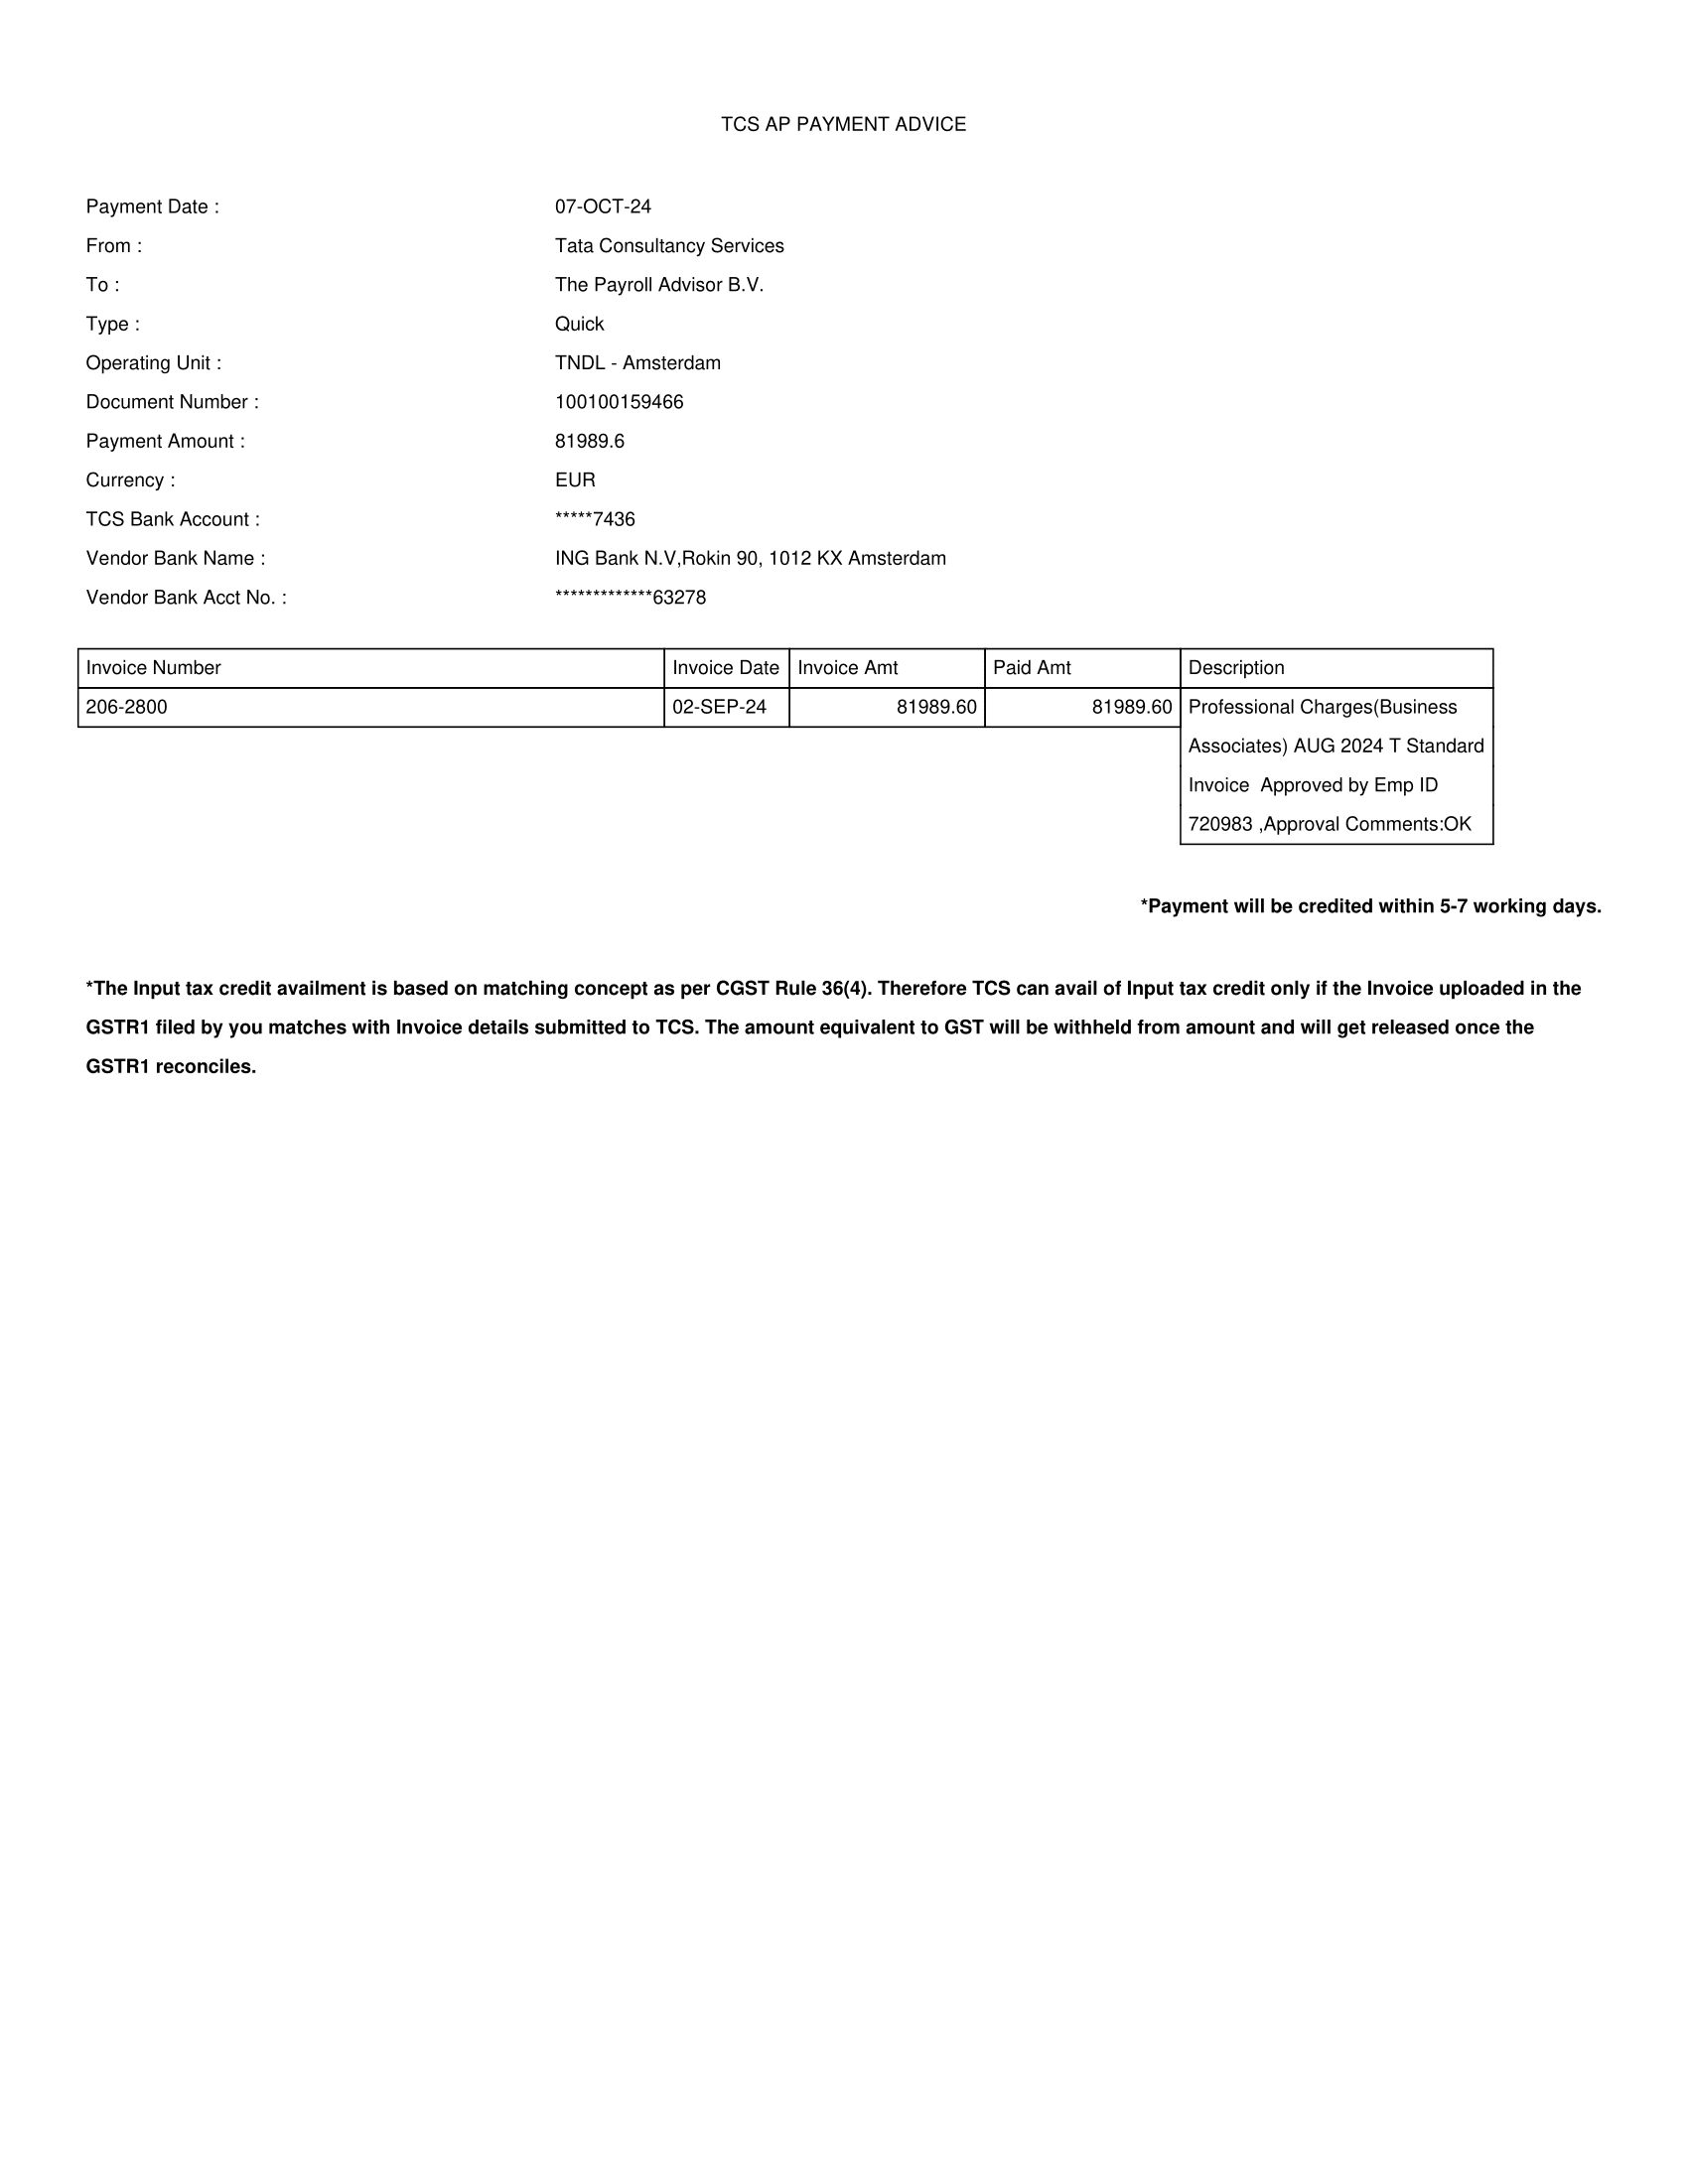 TCS AP PAYMENT ADVICE
Payment Date : 07-OCT-24
From : Tata Consultancy Services
To : The Payroll Advisor B.V.
Type : Quick
Operating Unit : TNDL - Amsterdam
Document Number : 100100159466
Payment Amount : 81989.6
Currency : EUR
TCS Bank Account : *****7436
Vendor Bank Name : ING Bank N.V,Rokin 90, 1012 KX Amsterdam
Vendor Bank Acct No. : *************63278
Invoice Number Invoice Date Invoice Amt Paid Amt Description
206-2800 02-SEP-24 81989.60 81989.60 Professional Charges(Business
Associates) AUG 2024 T Standard
Invoice  Approved by Emp ID
720983 ,Approval Comments:OK
*Payment will be credited within 5-7 working days.
*The Input tax credit availment is based on matching concept as per CGST Rule 36(4). Therefore TCS can avail of Input tax credit only if the Invoice uploaded in the
GSTR1 filed by you matches with Invoice details submitted to TCS. The amount equivalent to GST will be withheld from amount and will get released once the
GSTR1 reconciles.